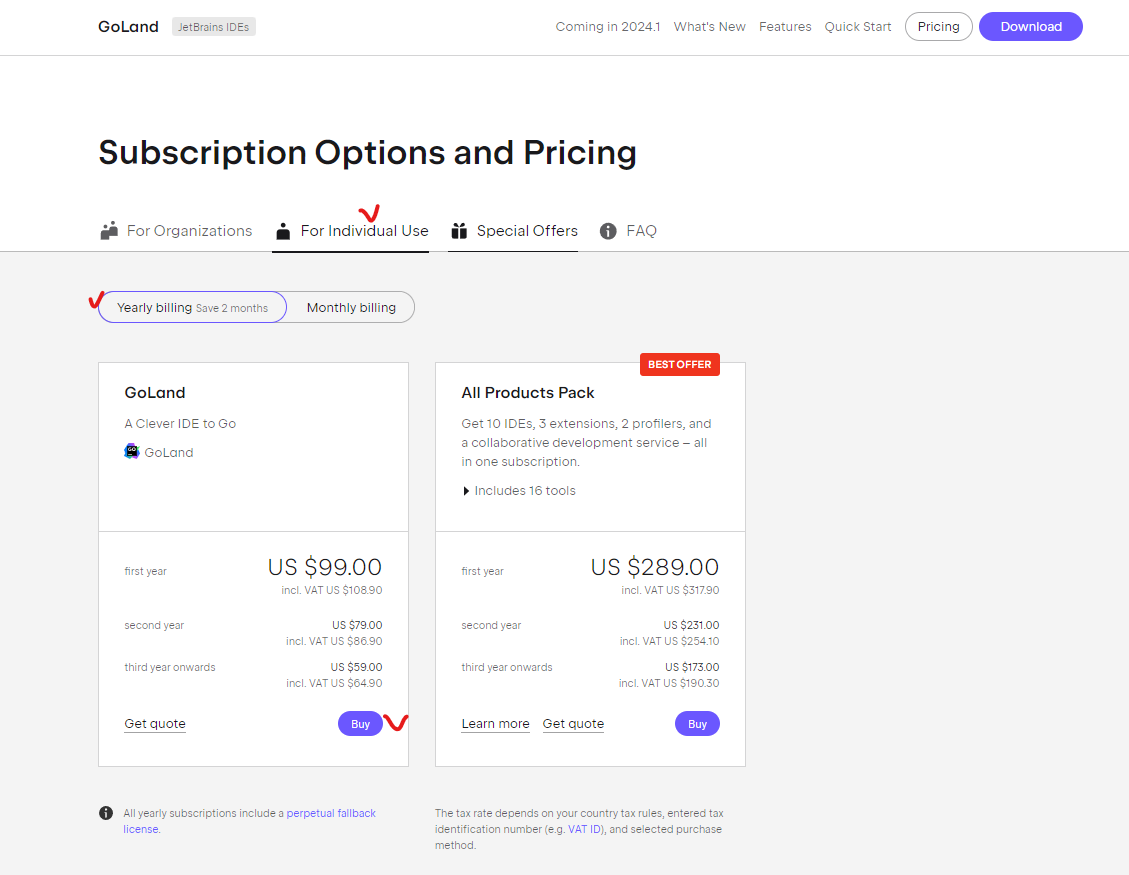 GoLand JetBrains IDEs Coming in 2024.1 What's New Features Quick Start Pricing Download
Subscription Options and Pricing
For Organizations For Individual Use Special Offers FAQ
Yearly billing Save 2 months Monthly billing
BEST OFFER
GoLand
A Clever IDE to Go
GoLand
All Products Pack
Get 10 IDEs, 3 extensions, 2 profilers, and
a collaborative development service – all
in one subscription.
Includes 16 tools
first year US $99.00
incl. VAT US $108.90
second year US $79.00
incl. VAT US $86.90
third year onwards US $59.00
incl. VAT US $64.90
Get quote Buy
first year US $289.00
incl. VAT US $317.90
second year US $231.00
incl. VAT US $254.10
third year onwards US $173.00
incl. VAT US $190.30
Learn more Get quote Buy
All yearly subscriptions include a perpetual fallback
license.
The tax rate depends on your country tax rules, entered tax
identification number (e.g. VAT ID), and selected purchase
method.